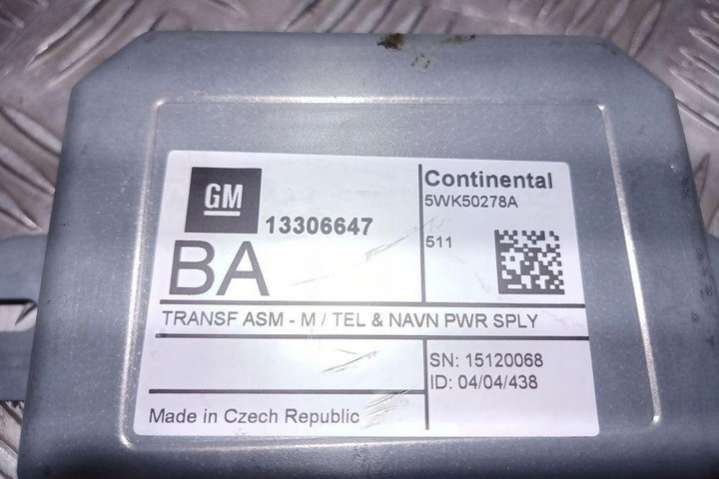 GM
13306647
BA
Continental
5WK50278A
511
TRANSF ASM - M / TEL & NAVN PWR SPLY
SN: 15120068
ID: 04/04/438
Made in Czech Republic